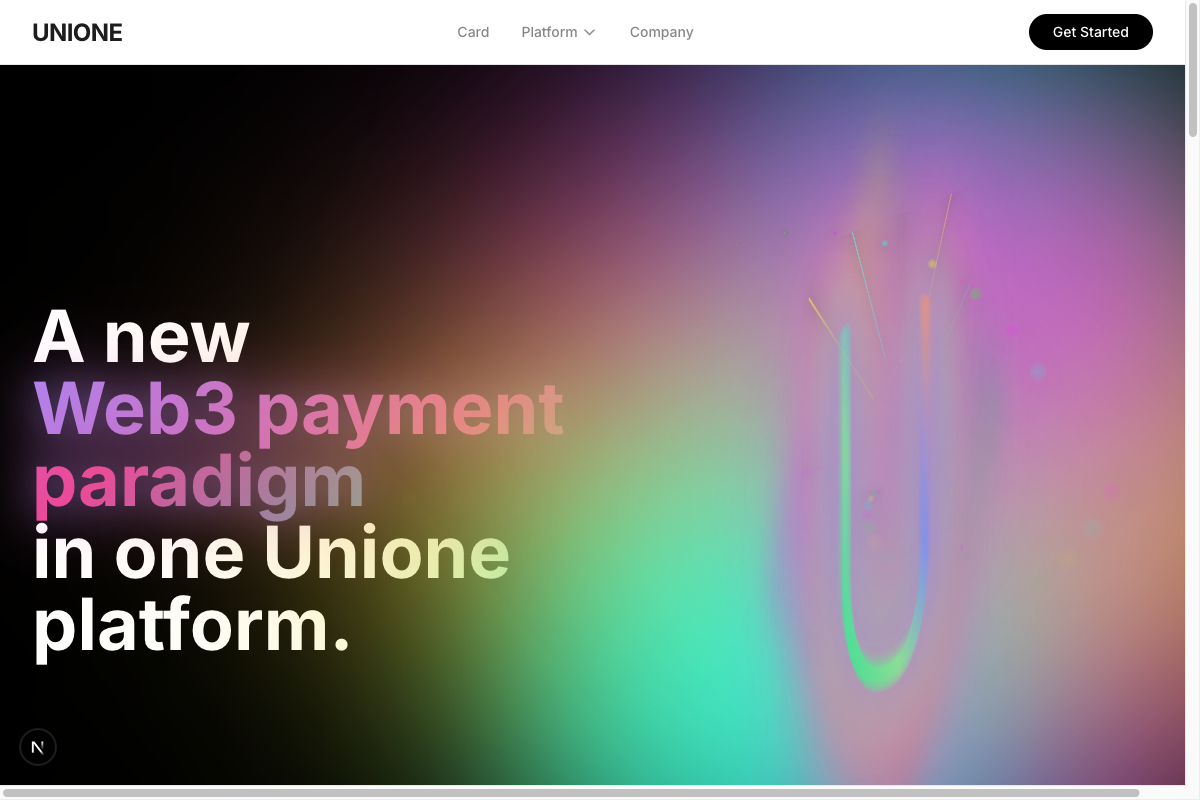 UNIONE
Card
Platform
Company
Get Started
A new
Web3 payment
paradigm
in one Unione
platform.
N